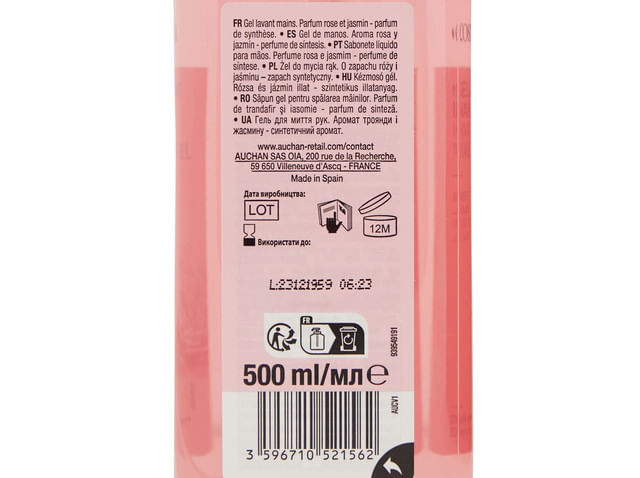 FR Gel lavant mains. Parfum rose et jasmin - parfum
de synthèse. • ES Gel de manos. Aroma rosa y
jazmin - perfume de síntesis. • PT Sabonete líquido
para mãos. Perfume rosa e jasmim - perfume de
síntese. • PL Żel do mycia rąk. O zapachu róży i
jaśminu – zapach syntetyczny. • HU Kézmosó gél.
Rózsa és jázmin illat - szintetikus illatanyag.
• RO Săpun gel pentru spălarea mâinilor. Parfum
de trandafir şi iasomie - parfum de sinteză.
• UA Гель для миття рук. Аромат троянди і
жасмину - синтетичний аромат.
www.auchan-retail.com/contact
AUCHAN SAS OIA, 200 rue de la Recherche,
59 650 Villeneuve d'Ascq - FRANCE
Made in Spain
Дата виробництва:
LOT
12M
Використати до:
L:23121959 06:23
FR
939549191
500 ml/мл e
AUCV1
3 596710 521562